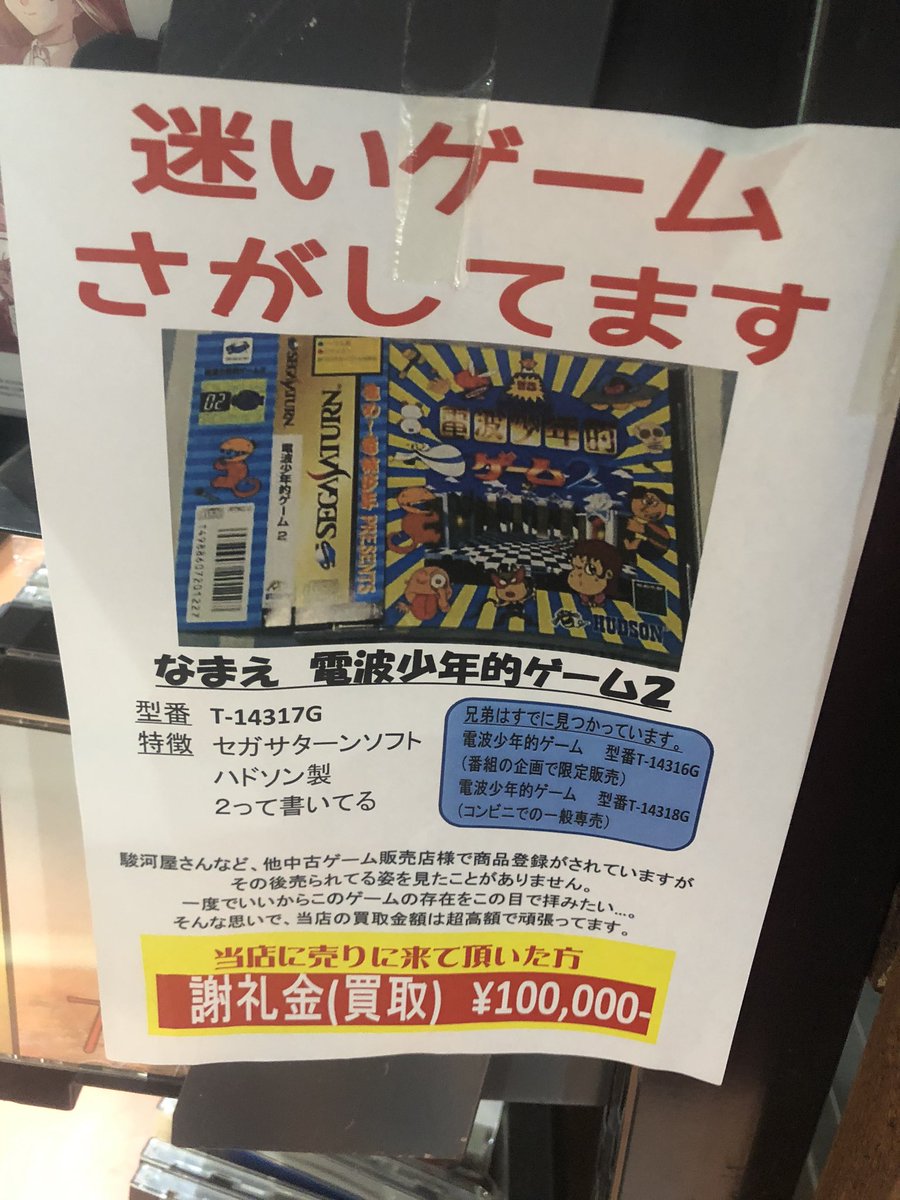 迷いゲーム
さがしてます
SEGA SATURN
電波少年的ゲーム2
SEGA SATURN
PRESENTS
電波少年的
ゲーム2
HUDSON
02
T4988607201227
なまえ 電波少年的ゲーム2
型番 T-14317G
特徴 セガサターンソフト
ハドソン製
2って書いてる
兄弟はすでに見つかっています。
電波少年的ゲーム 型番T-14316G
(番組の企画で限定販売)
電波少年的ゲーム 型番T-14318G
(コンビニでの一般専売)
駿河屋さんなど、他中古ゲーム販売店様で商品登録がされていますが
その後売られてる姿を見たことがありません。
一度でいいからこのゲームの存在をこの目で拝みたい…。
そんな思いで、当店の買取金額は超高額で頑張ってます。
当店に売りに来て頂いた方
謝礼金(買取) ¥100,000-